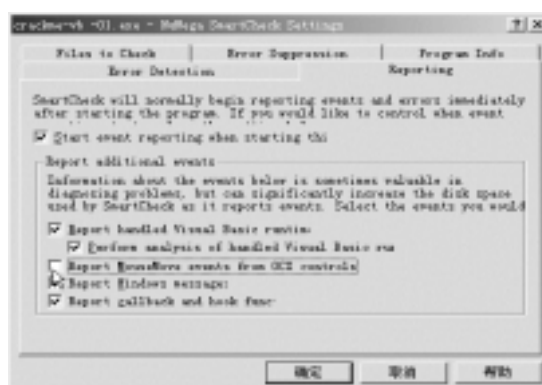 crackme-vb -01.exe - NuMega SmartCheck Settings
Files to Check
Error Suppression
Program Info
Error Detection
Reporting
SmartCheck will normally begin reporting events and errors immediately
after starting the program. If you would like to control when event
Start event reporting when starting thi
Report additional events
Information about the events below is sometimes valuable in
diagnosing problems, but can significantly increase the disk space
used by SmartCheck as it reports events. Select the events you would
Report handled Visual Basic runtim
Perform analysis of handled Visual Basic run
Report MouseMove events from OCX controls
Report Windows message:
Report callback and hook func
确定
取消
帮助